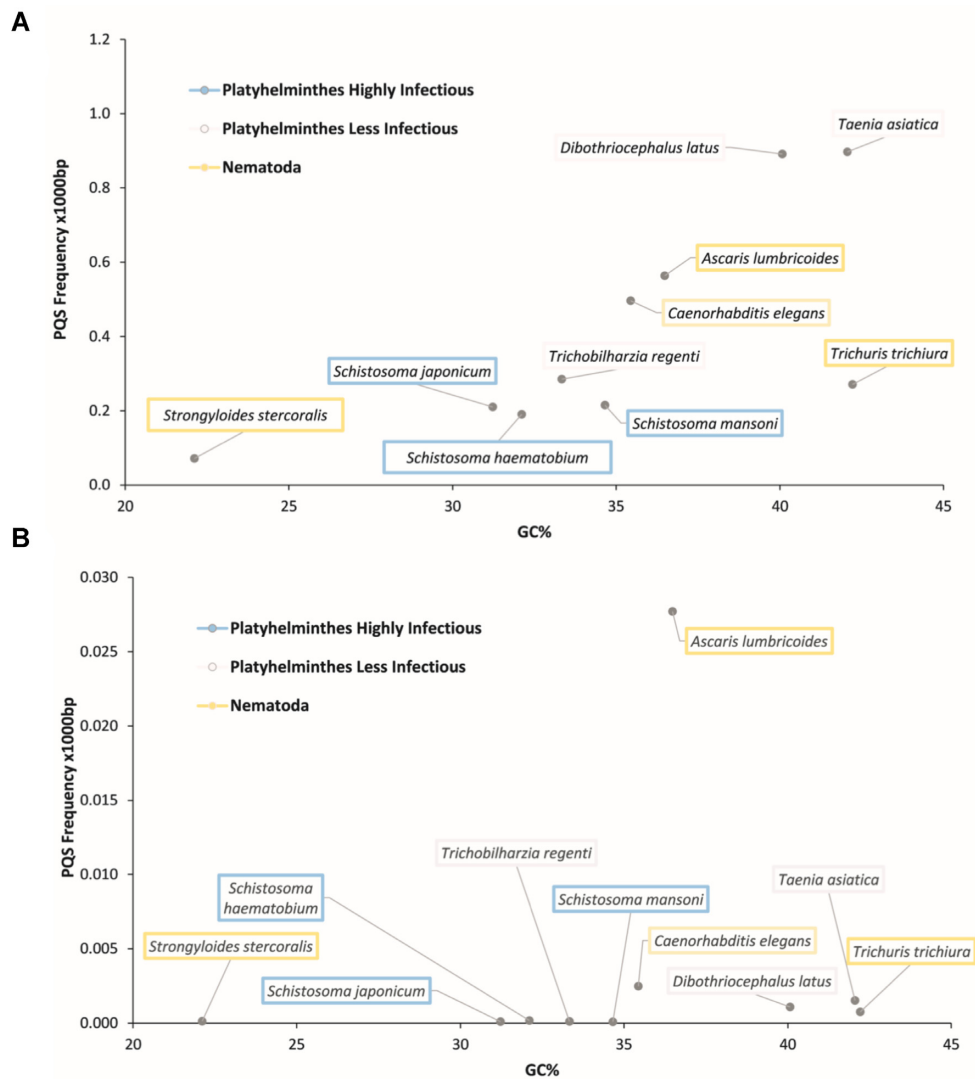 A
PQS Frequency x1000bp
1.2
1.0
0.8
0.6
0.4
0.2
0.0
Platyhelminthes Highly Infectious
Platyhelminthes Less Infectious
Nematoda
Dibothriocephalus latus
Taenia asiatica
Ascaris lumbricoides
Caenorhabditis elegans
Trichobilharzia regenti
Trichuris trichiura
Schistosoma japonicum
Strongyloides stercoralis
Schistosoma mansoni
Schistosoma haematobium
20 25 30 35 40 45
GC%
B
PQS Frequency x1000bp
0.030
0.025
0.020
0.015
0.010
0.005
0.000
Platyhelminthes Highly Infectious
Platyhelminthes Less Infectious
Nematoda
Ascaris lumbricoides
Trichobilharzia regenti
Schistosoma
haematobium
Schistosoma mansoni
Taenia asiatica
Strongyloides stercoralis
Caenorhabditis elegans
Trichuris trichiura
Schistosoma japonicum
Dibothriocephalus latus
20 25 30 35 40 45
GC%